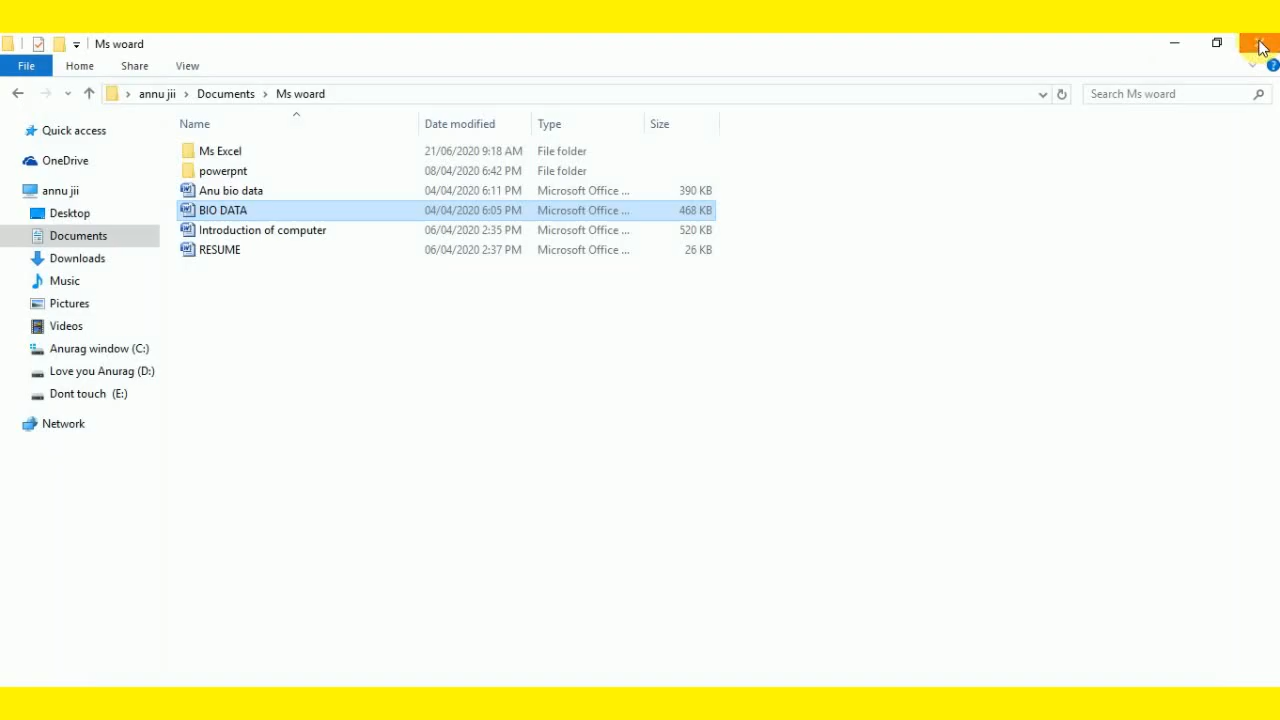 Ms woard
File Home Share View
annu jii Documents Ms woard Search Ms woard
Name Date modified Type Size
Quick access
OneDrive
annu jii
Desktop
Documents
Downloads
Music
Pictures
Videos
Anurag window (C:)
Love you Anurag (D:)
Dont touch (E:)
Network
Ms Excel 21/06/2020 9:18 AM File folder
powerpnt 08/04/2020 6:42 PM File folder
Anu bio data 04/04/2020 6:11 PM Microsoft Office ... 390 KB
BIO DATA 04/04/2020 6:05 PM Microsoft Office ... 468 KB
Introduction of computer 06/04/2020 2:35 PM Microsoft Office ... 520 KB
RESUME 06/04/2020 2:37 PM Microsoft Office ... 26 KB